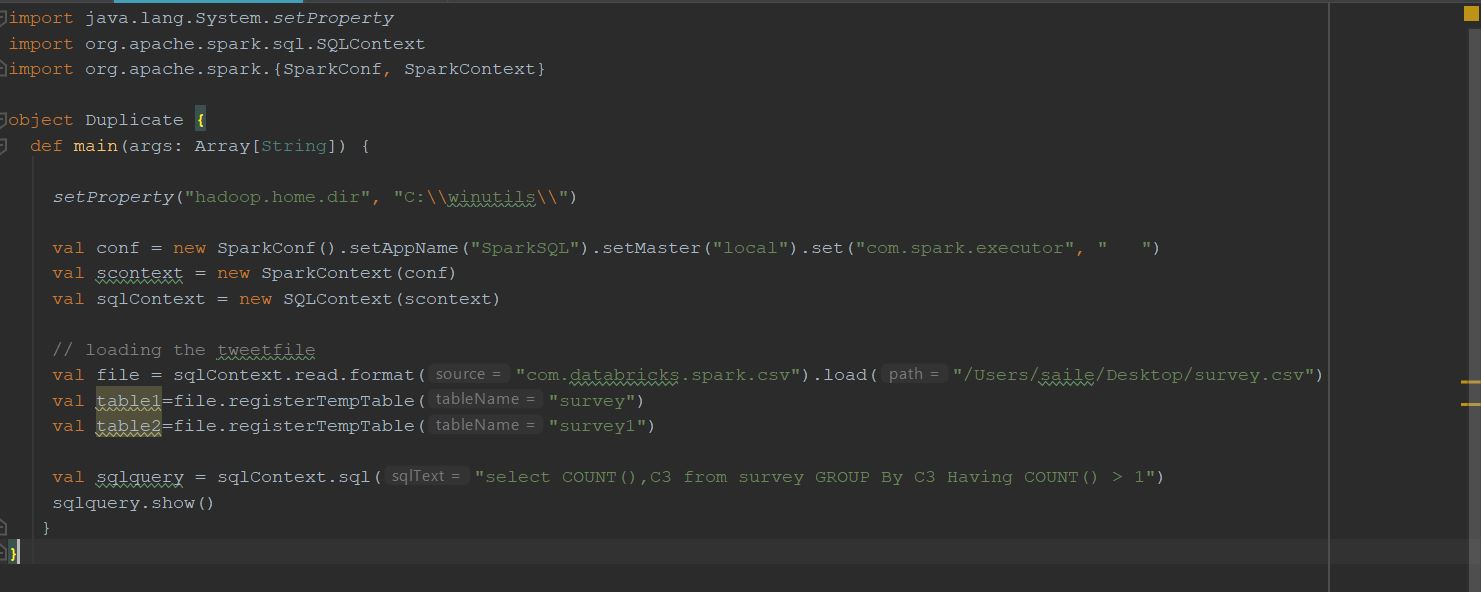 import java.lang.System.setProperty
import org.apache.spark.sql.SQLContext
import org.apache.spark.{SparkConf, SparkContext}
object Duplicate {
def main(args: Array[String]) {
setProperty("hadoop.home.dir", "C:\\winutils\\")
val conf = new SparkConf().setAppName("SparkSQL").setMaster("local").set("com.spark.executor", "   ")
val scontext = new SparkContext(conf)
val sqlContext = new SQLContext(scontext)
// loading the tweetfile
val file = sqlContext.read.format( source = "com.databricks.spark.csv").load( path = "/Users/saile/Desktop/survey.csv")
val table1=file.registerTempTable( tableName = "survey")
val table2=file.registerTempTable( tableName = "survey1")
val sqlquery = sqlContext.sql( sqlText = "select COUNT(),C3 from survey GROUP By C3 Having COUNT() > 1")
sqlquery.show()
}
}